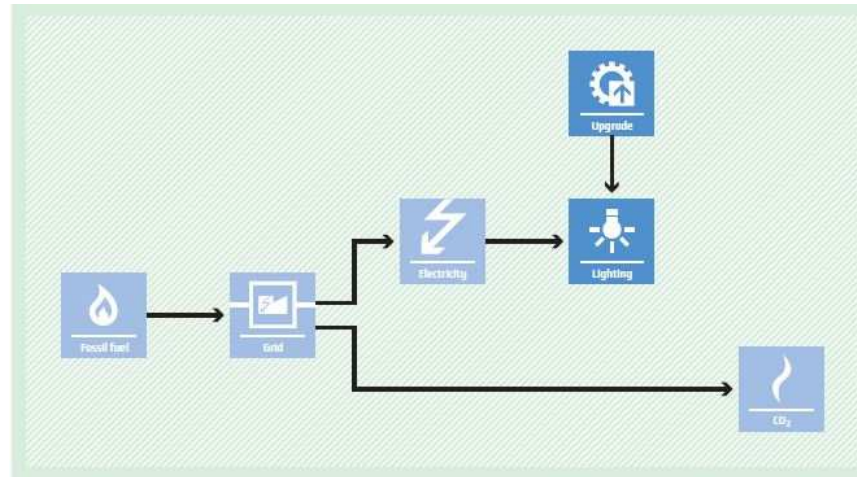 Upgrade
Electricity
Lighting
Fossil fuel
Grid
CO₂